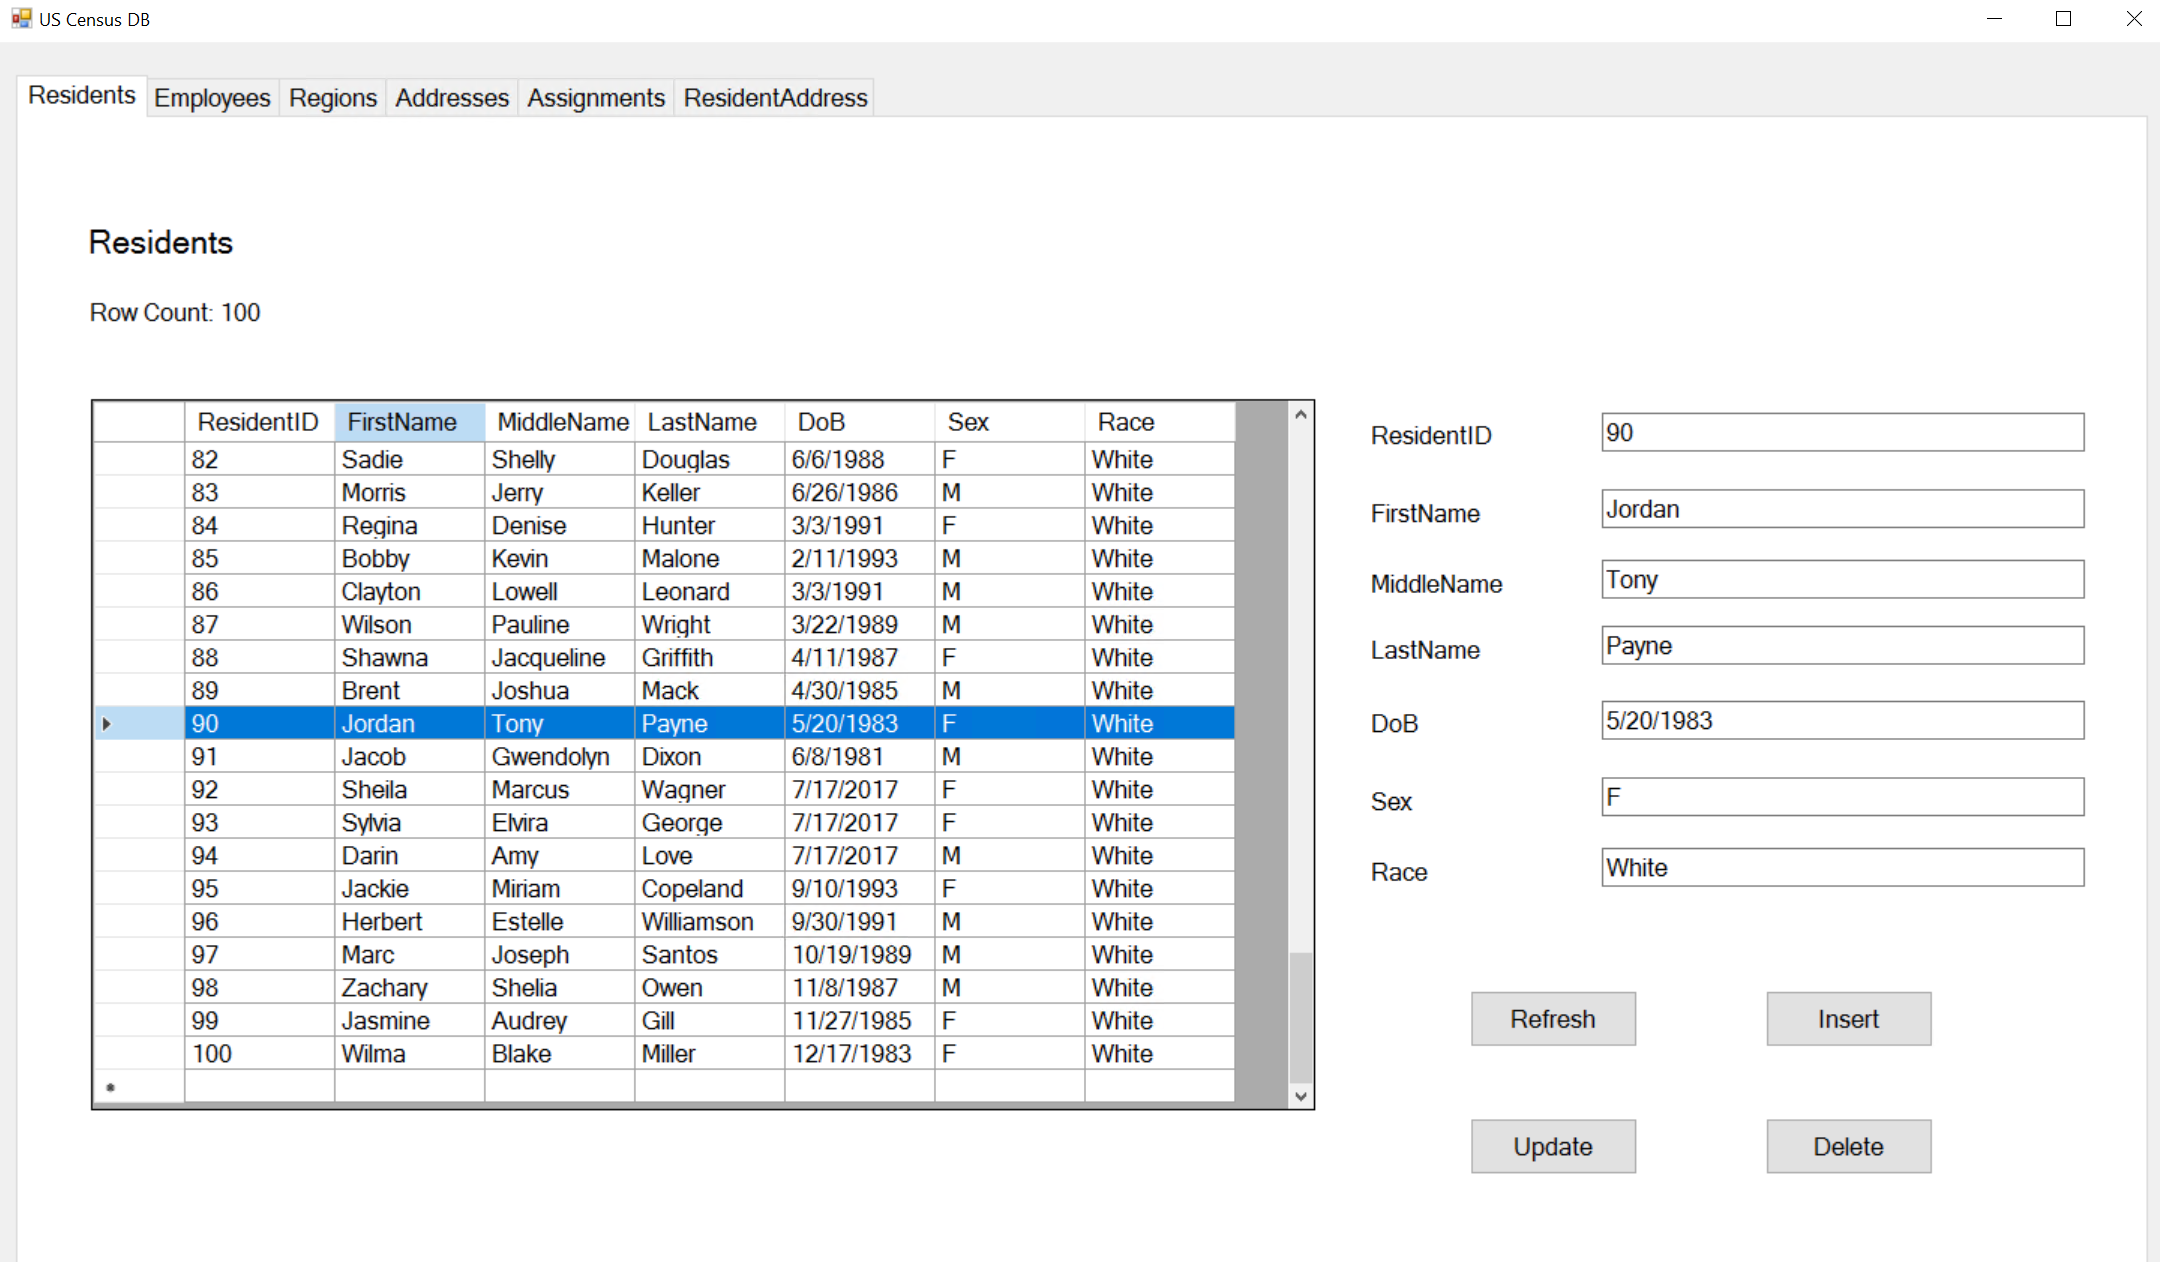 US Census DB
Residents Employees Regions Addresses Assignments ResidentAddress
Residents
Row Count: 100
ResidentID FirstName MiddleName LastName DoB Sex Race
82 Sadie Shelly Douglas 6/6/1988 F White
83 Morris Jerry Keller 6/26/1986 M White
84 Regina Denise Hunter 3/3/1991 F White
85 Bobby Kevin Malone 2/11/1993 M White
86 Clayton Lowell Leonard 3/3/1991 M White
87 Wilson Pauline Wright 3/22/1989 M White
88 Shawna Jacqueline Griffith 4/11/1987 F White
89 Brent Joshua Mack 4/30/1985 M White
90 Jordan Tony Payne 5/20/1983 F White
91 Jacob Gwendolyn Dixon 6/8/1981 M White
92 Sheila Marcus Wagner 7/17/2017 F White
93 Sylvia Elvira George 7/17/2017 F White
94 Darin Amy Love 7/17/2017 M White
95 Jackie Miriam Copeland 9/10/1993 F White
96 Herbert Estelle Williamson 9/30/1991 M White
97 Marc Joseph Santos 10/19/1989 M White
98 Zachary Shelia Owen 11/8/1987 M White
99 Jasmine Audrey Gill 11/27/1985 F White
100 Wilma Blake Miller 12/17/1983 F White
ResidentID 90
FirstName Jordan
MiddleName Tony
LastName Payne
DoB 5/20/1983
Sex F
Race White
Refresh Insert
Update Delete